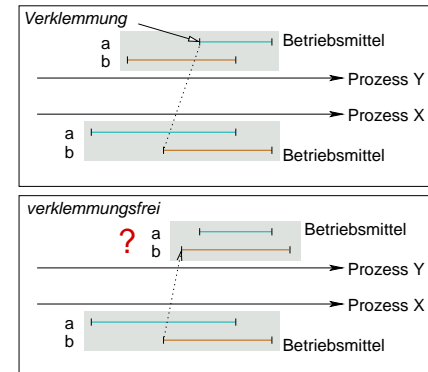 Verklemmung
a Betriebsmittel
b
Prozess Y
Prozess X
a
b
Betriebsmittel
verklemmungsfrei
? a Betriebsmittel
b
Prozess Y
Prozess X
a
b
Betriebsmittel